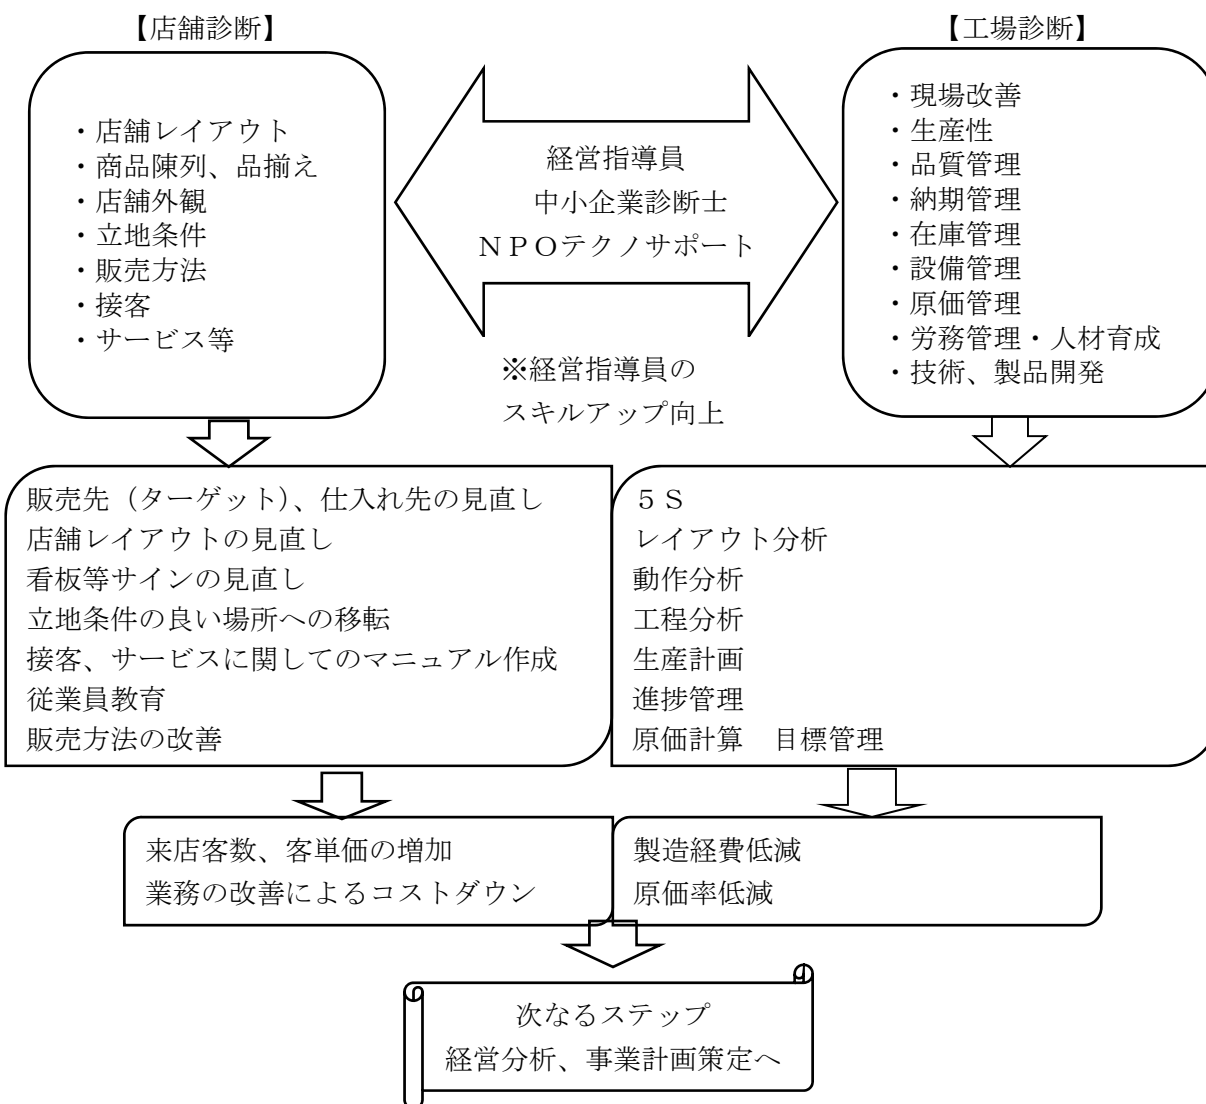 【店舗診断】
・店舗レイアウト
・商品陳列、品揃え
・店舗外観
・立地条件
・販売方法
・接客
・サービス等
経営指導員
中小企業診断士
ＮＰＯテクノサポート
※経営指導員の
スキルアップ向上
【工場診断】
・現場改善
・生産性
・品質管理
・納期管理
・在庫管理
・設備管理
・原価管理
・労務管理・人材育成
・技術、製品開発
販売先（ターゲット）、仕入れ先の見直し
店舗レイアウトの見直し
看板等サインの見直し
立地条件の良い場所への移転
接客、サービスに関してのマニュアル作成
従業員教育
販売方法の改善
５Ｓ
レイアウト分析
動作分析
工程分析
生産計画
進捗管理
原価計算　目標管理
来店客数、客単価の増加
業務の改善によるコストダウン
製造経費低減
原価率低減
次なるステップ
経営分析、事業計画策定へ